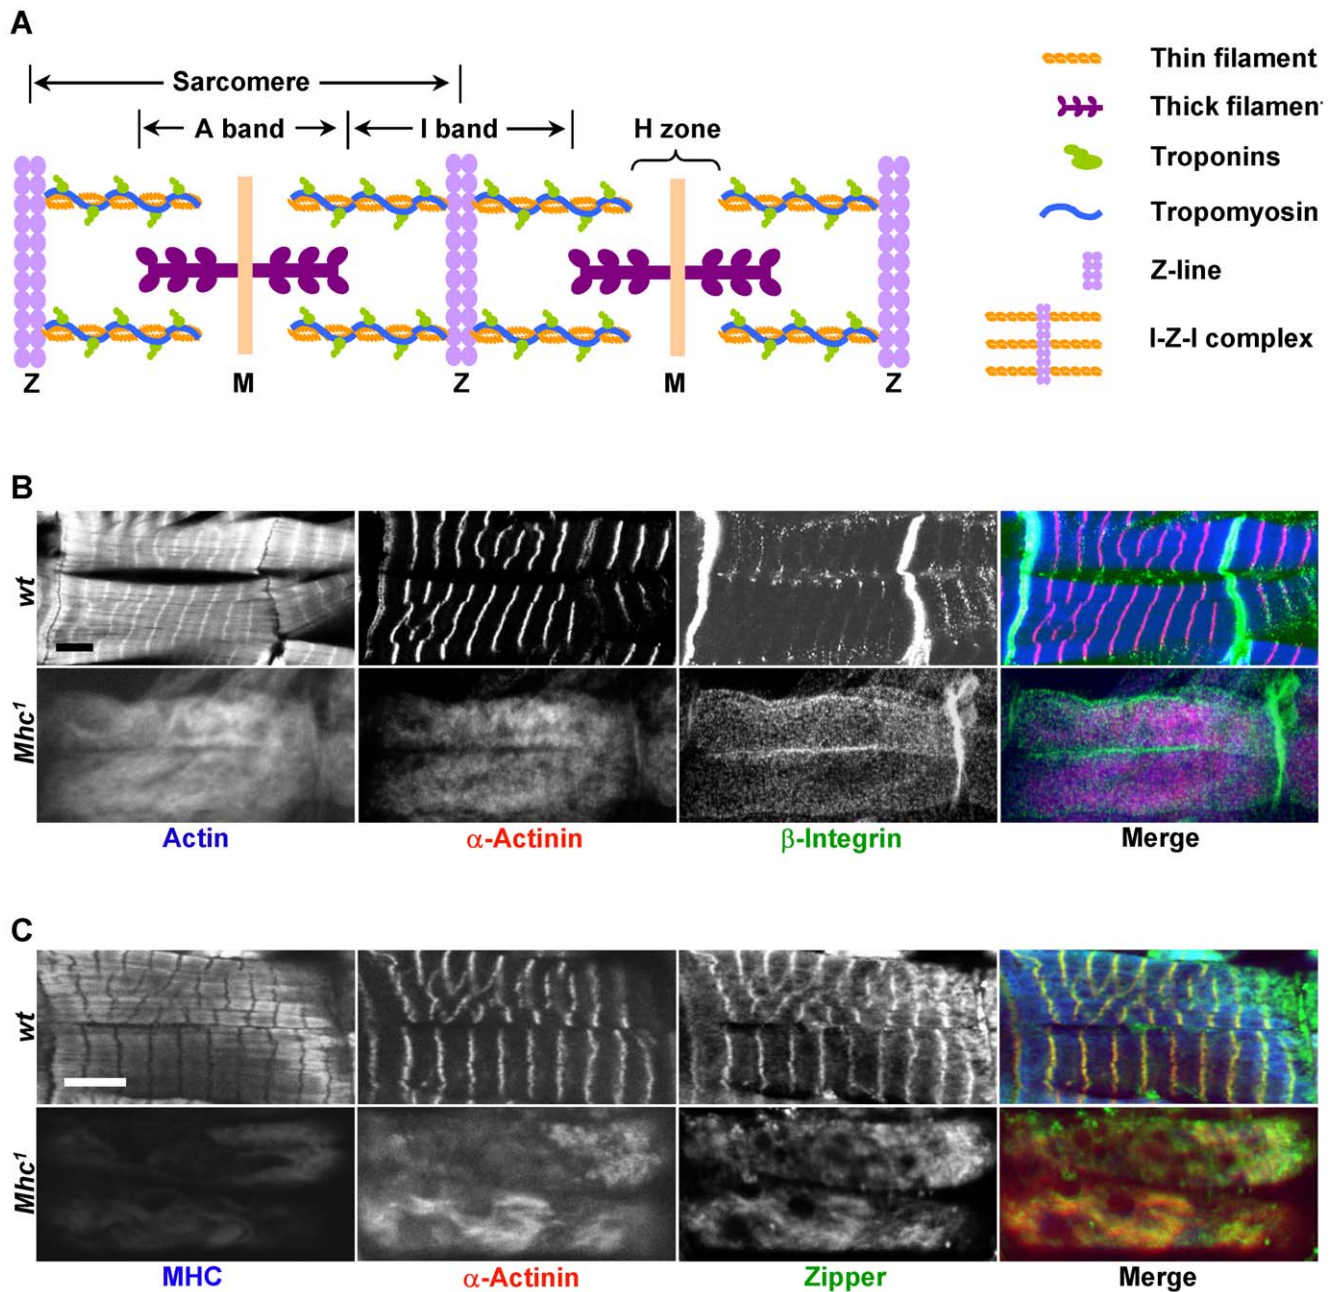 A
Sarcomere
A band
I band
H zone
Z
M
Z
M
Z
Thin filament
Thick filamen
Troponins
Tropomyosin
Z-line
I-Z-I complex
B
wt
Mhc¹
Actin
α-Actinin
β-Integrin
Merge
C
wt
Mhc¹
MHC
α-Actinin
Zipper
Merge